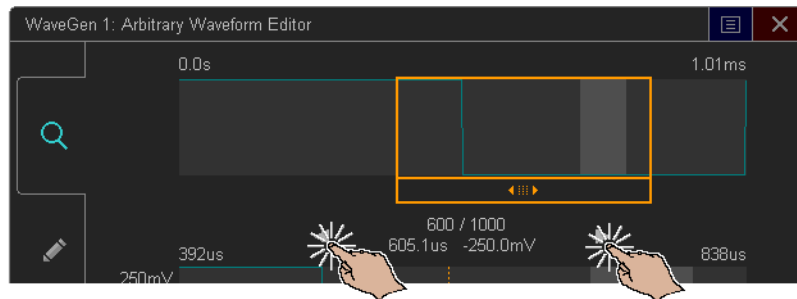 WaveGen 1: Arbitrary Waveform Editor
0.0s 1.01ms
600 / 1000
605.1us -250.0mV
392us 838us
250mV